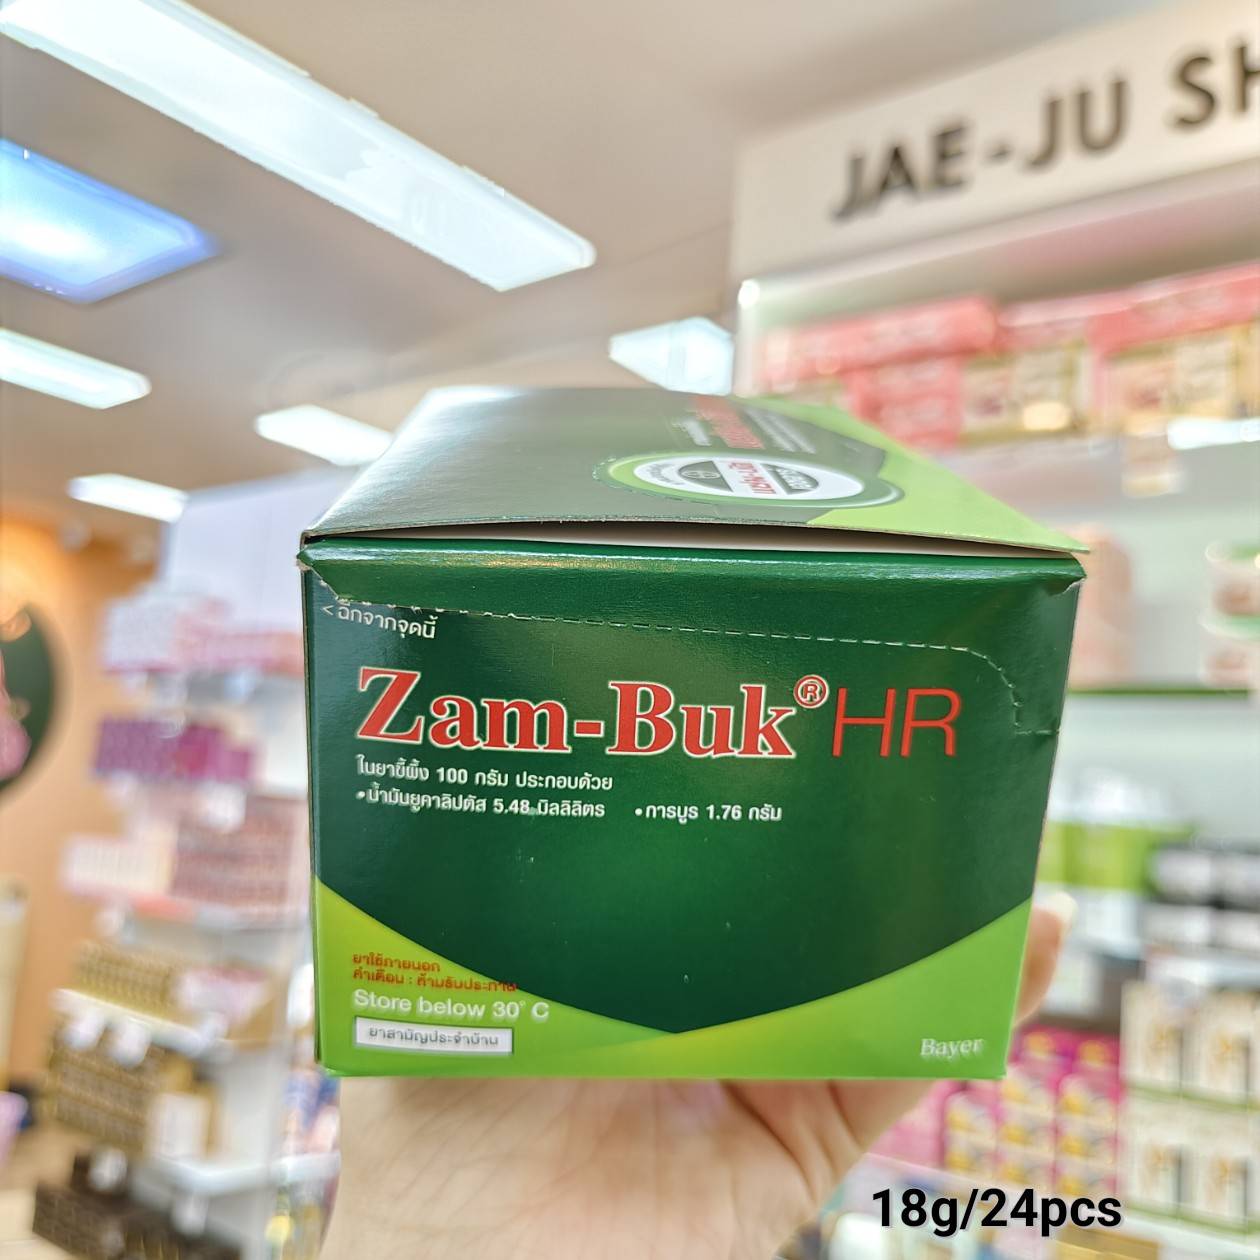 JAE-JU SH
<ฉีกจากจุดนี้
Zam-Buk® HR
ในยาขี้ผึ้ง 100 กรัม ประกอบด้วย
•น้ำมันยูคาลิปตัส 5.48 มิลลิลิตร •การบูร 1.76 กรัม
ยาใช้ภายนอก
คำเตือน : ห้ามรับประทาน
Store below 30° C
ยาสามัญประจำบ้าน
Bayer
18g/24pcs